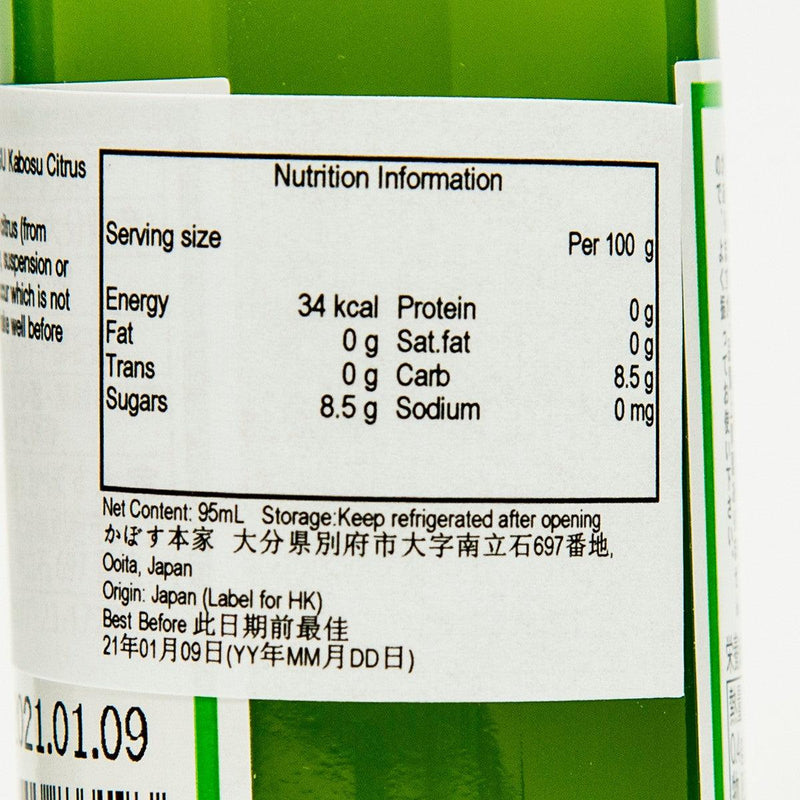 Kabosu Citrus
citrus (from
suspension or
which is not
well before
Nutrition Information
Serving size Per 100 g
Energy 34 kcal Protein 0 g
Fat 0 g Sat.fat 0 g
Trans 0 g Carb 8.5 g
Sugars 8.5 g Sodium 0 mg
Net Content: 95mL Storage:Keep refrigerated after opening
かぼす本家 大分県別府市大字南立石697番地,
Ooita, Japan
Origin: Japan (Label for HK)
Best Before 此日期前最佳
21年01月09日(YY年MM月DD日)
21.01.09